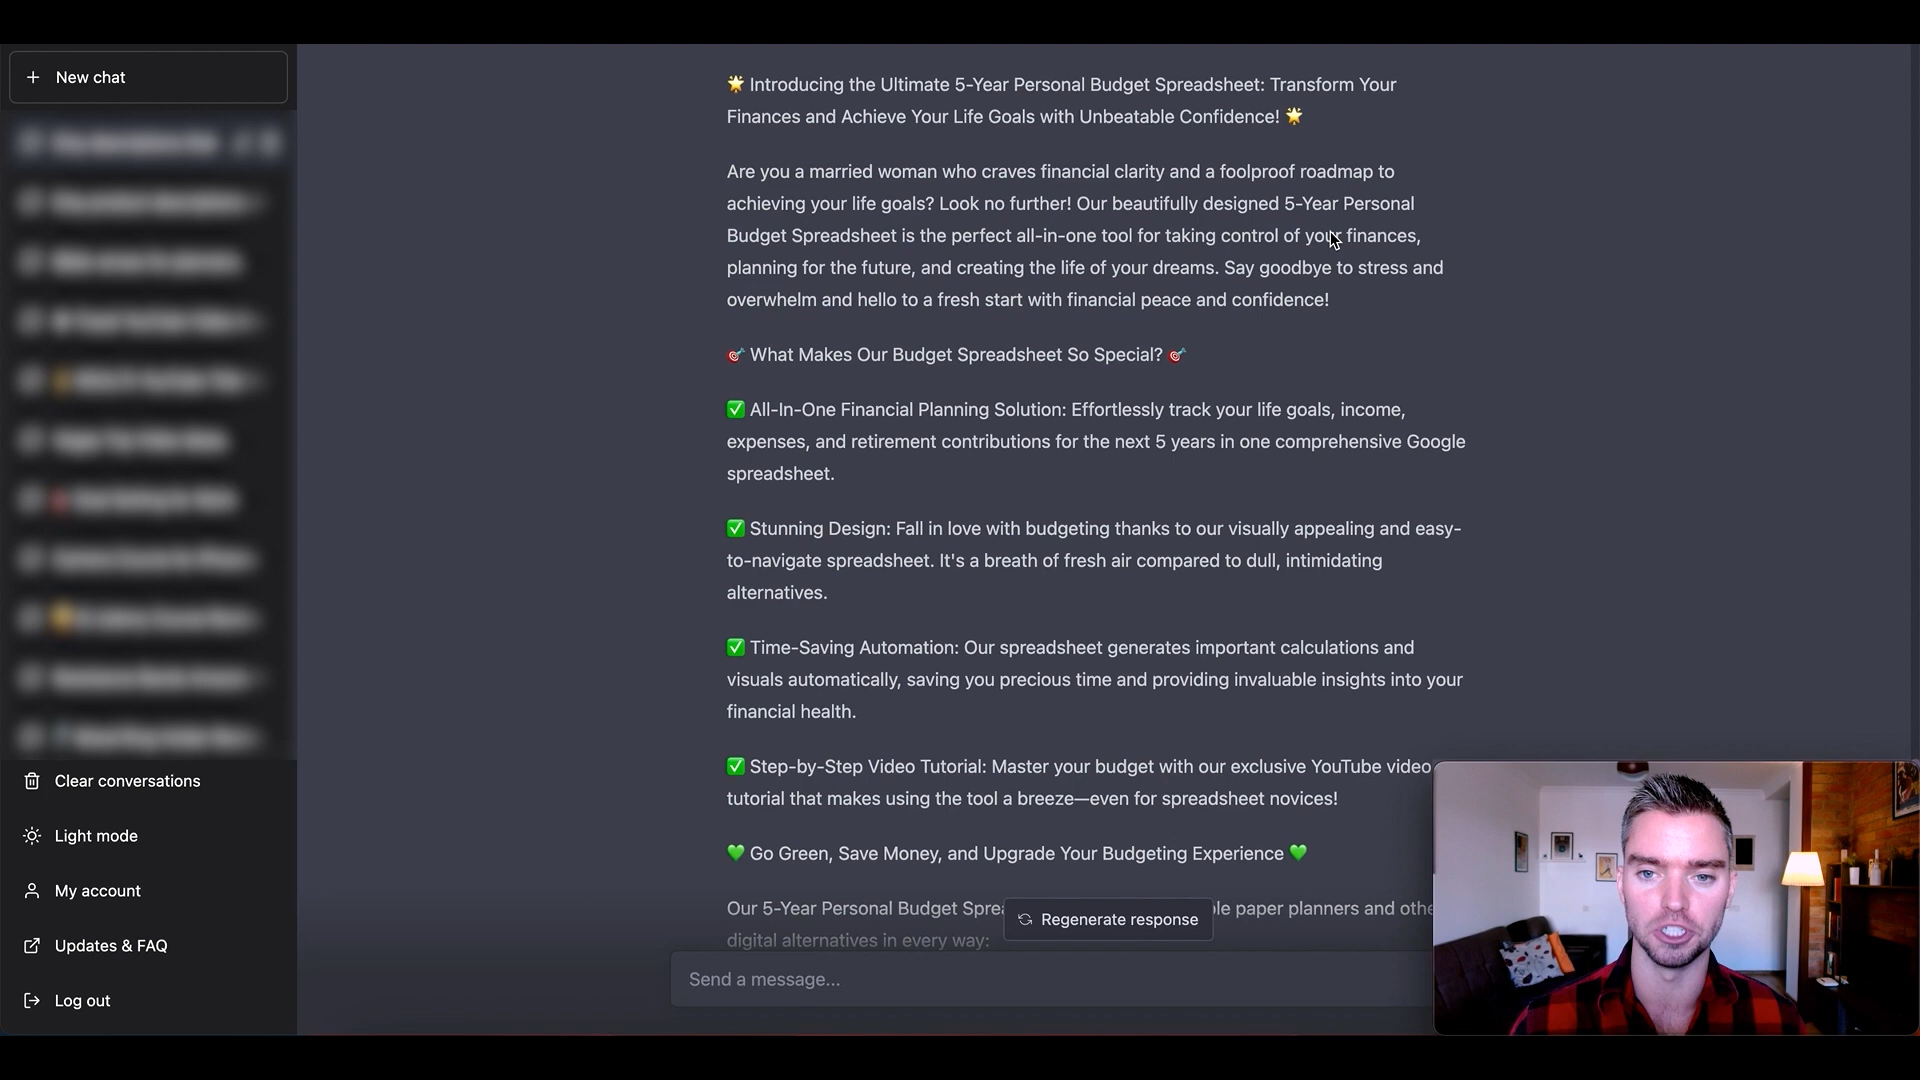 New chat
🌟 Introducing the Ultimate 5-Year Personal Budget Spreadsheet: Transform Your
Finances and Achieve Your Life Goals with Unbeatable Confidence! 🌟
Are you a married woman who craves financial clarity and a foolproof roadmap to
achieving your life goals? Look no further! Our beautifully designed 5-Year Personal
Budget Spreadsheet is the perfect all-in-one tool for taking control of your finances,
planning for the future, and creating the life of your dreams. Say goodbye to stress and
overwhelm and hello to a fresh start with financial peace and confidence!
🎯 What Makes Our Budget Spreadsheet So Special? 🎯
✅ All-In-One Financial Planning Solution: Effortlessly track your life goals, income,
expenses, and retirement contributions for the next 5 years in one comprehensive Google
spreadsheet.
✅ Stunning Design: Fall in love with budgeting thanks to our visually appealing and easy-
to-navigate spreadsheet. It's a breath of fresh air compared to dull, intimidating
alternatives.
✅ Time-Saving Automation: Our spreadsheet generates important calculations and
visuals automatically, saving you precious time and providing invaluable insights into your
financial health.
✅ Step-by-Step Video Tutorial: Master your budget with our exclusive YouTube video
tutorial that makes using the tool a breeze—even for spreadsheet novices!
💚 Go Green, Save Money, and Upgrade Your Budgeting Experience 💚
Our 5-Year Personal Budget paper planners and
digital alternatives in every way:
Regenerate response
Send a message...
Clear conversations
Light mode
My account
Updates & FAQ
Log out